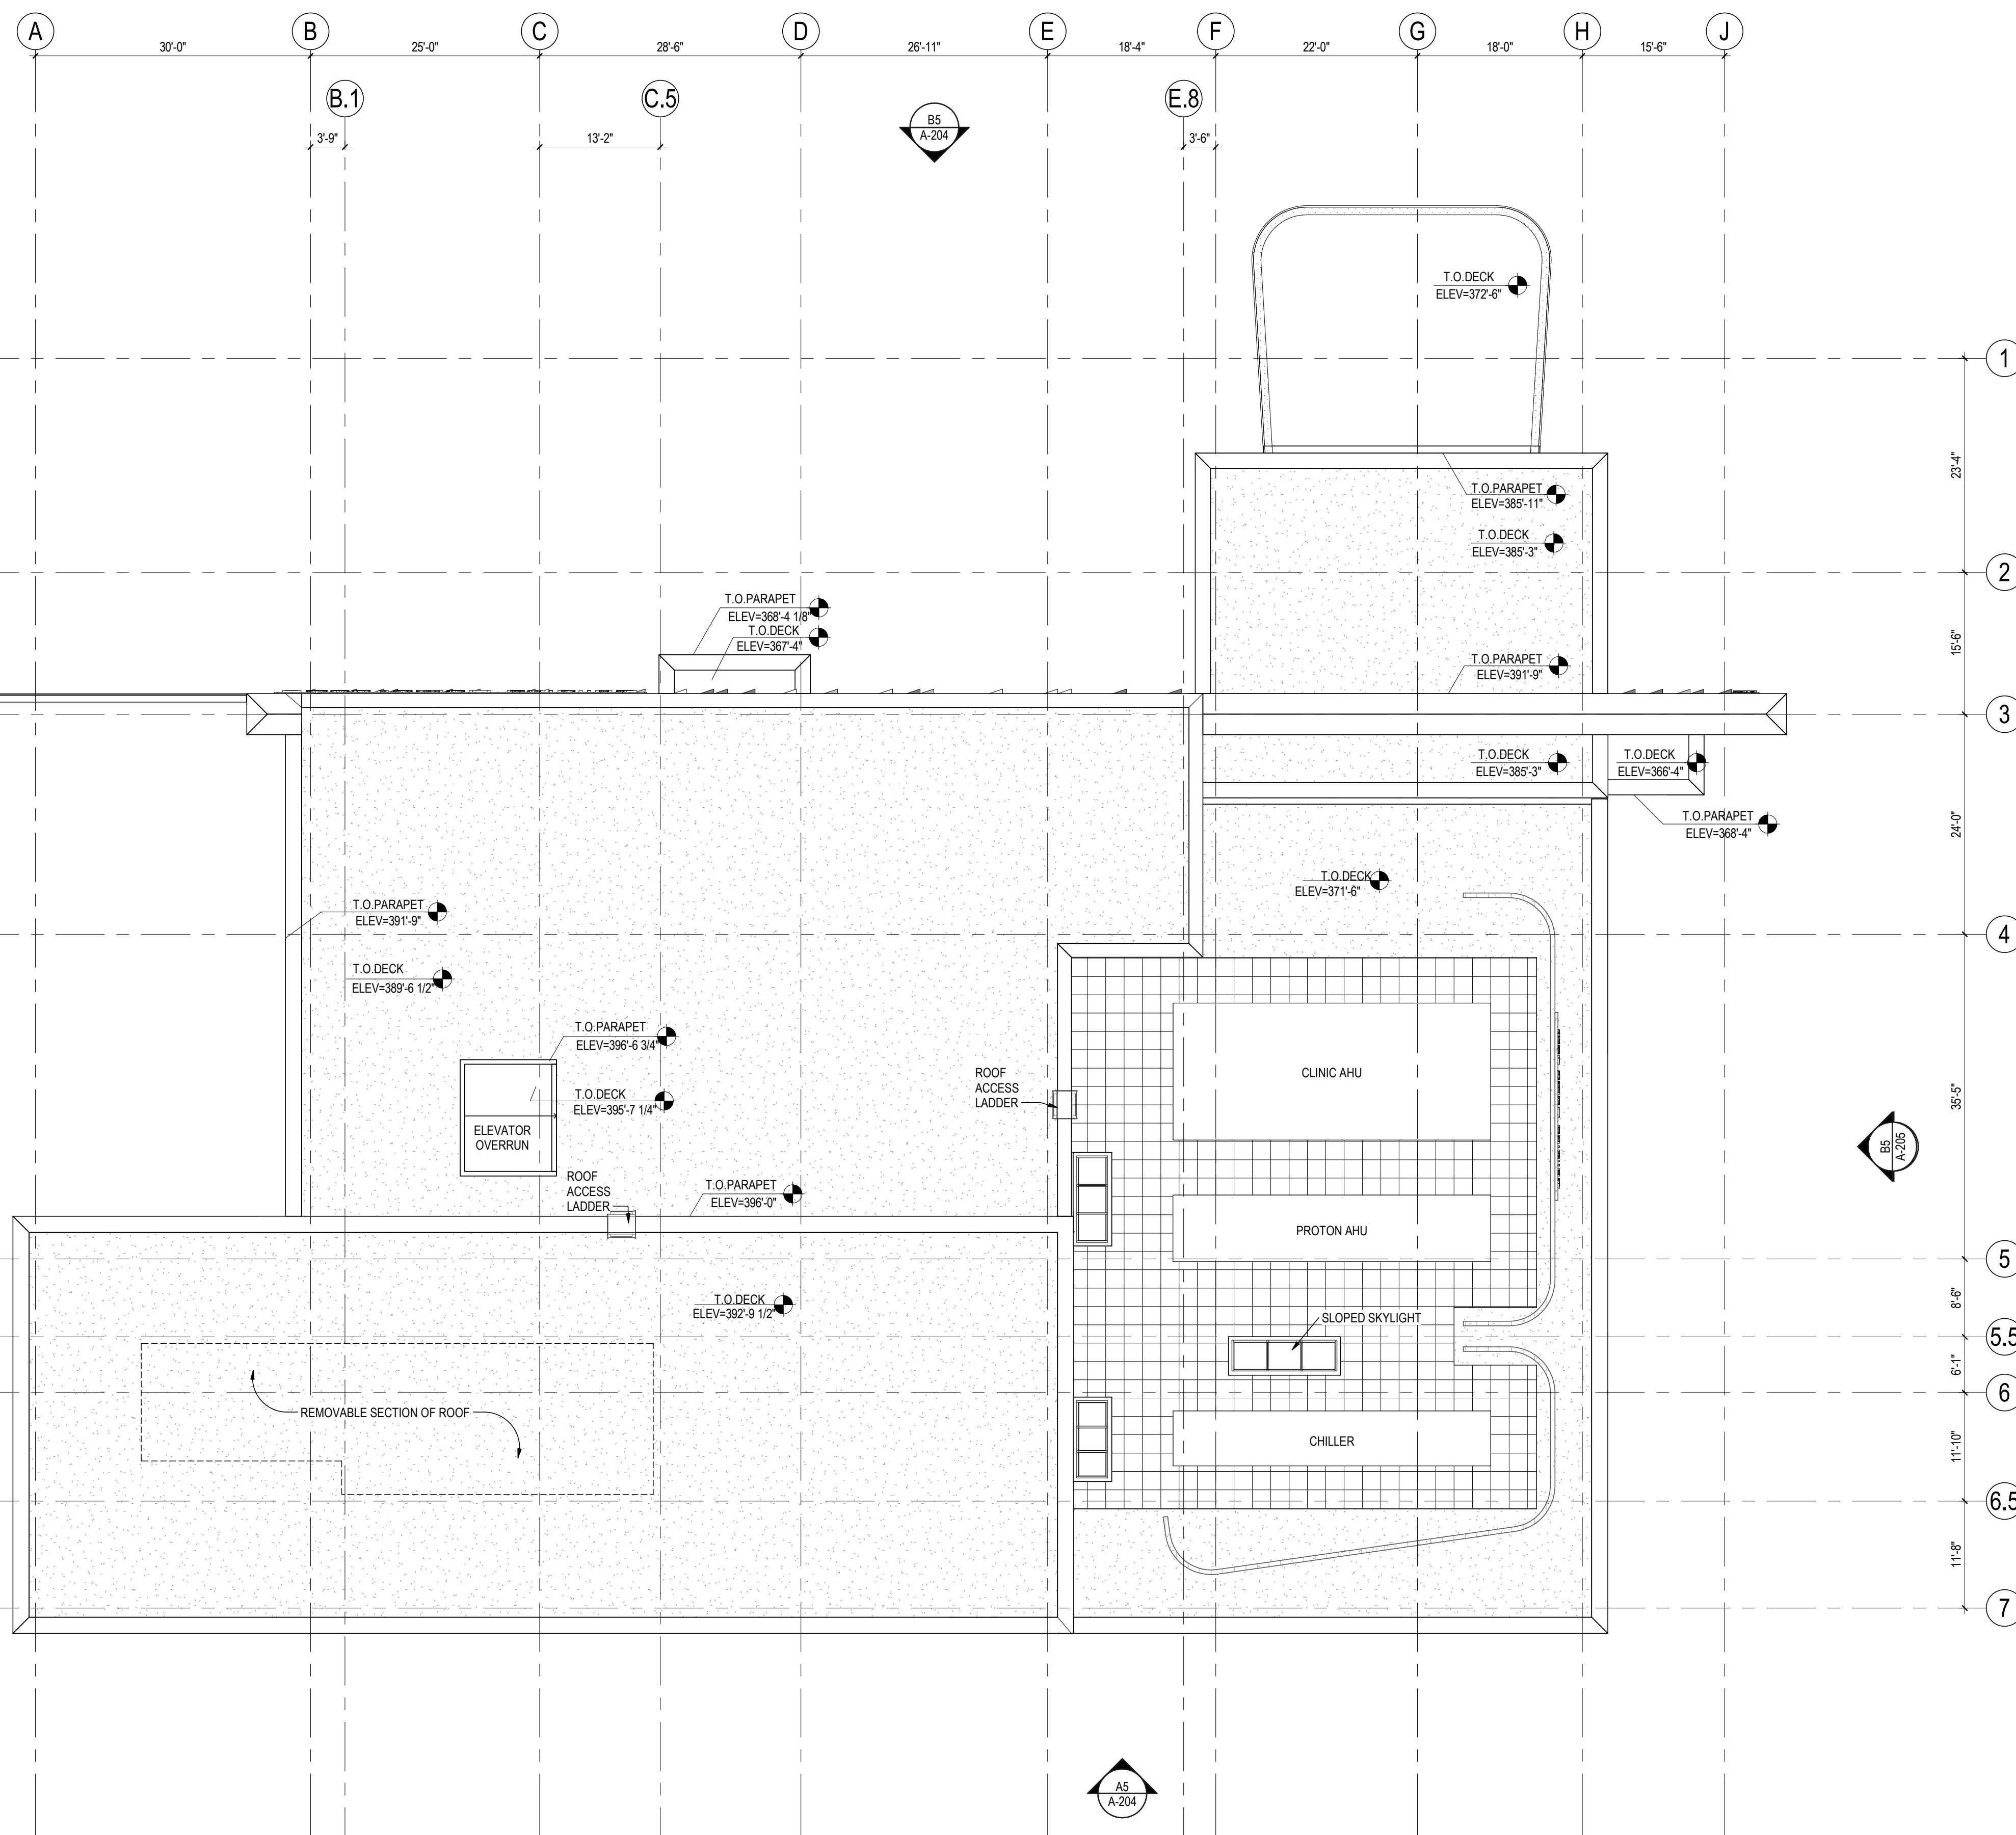 A B C D E F G H J
30'-0" 25'-0" 28'-6" 26'-11" 18'-4" 22'-0" 18'-0" 15'-6"
B.1 C.5 E.8
3'-9" 13'-2" 3'-6"
B5
A-204
T.O.DECK
ELEV=372'-6"
1
23'-4"
T.O.PARAPET
ELEV=385'-11"
T.O.DECK
ELEV=385'-3"
2
T.O.PARAPET
ELEV=368'-4 1/8"
T.O.DECK
ELEV=367'-4"
15'-6"
T.O.PARAPET
ELEV=391'-9"
3
T.O.DECK
ELEV=385'-3"
T.O.DECK
ELEV=366'-4"
T.O.PARAPET
ELEV=368'-4"
24'-0"
T.O.DECK
ELEV=371'-6"
T.O.PARAPET
ELEV=391'-9"
4
T.O.DECK
ELEV=389'-6 1/2"
T.O.PARAPET
ELEV=396'-6 3/4"
ROOF
ACCESS
LADDER
CLINIC AHU
35'-5"
T.O.DECK
ELEV=395'-7 1/4"
ELEVATOR
OVERRUN
B5
A-205
ROOF
ACCESS
LADDER
T.O.PARAPET
ELEV=396'-0"
PROTON AHU
5
T.O.DECK
ELEV=392'-9 1/2"
8'-6"
SLOPED SKYLIGHT
5.5
6'-1"
6
REMOVABLE SECTION OF ROOF
CHILLER
11'-10"
6.5
11'-8"
7
A5
A-204